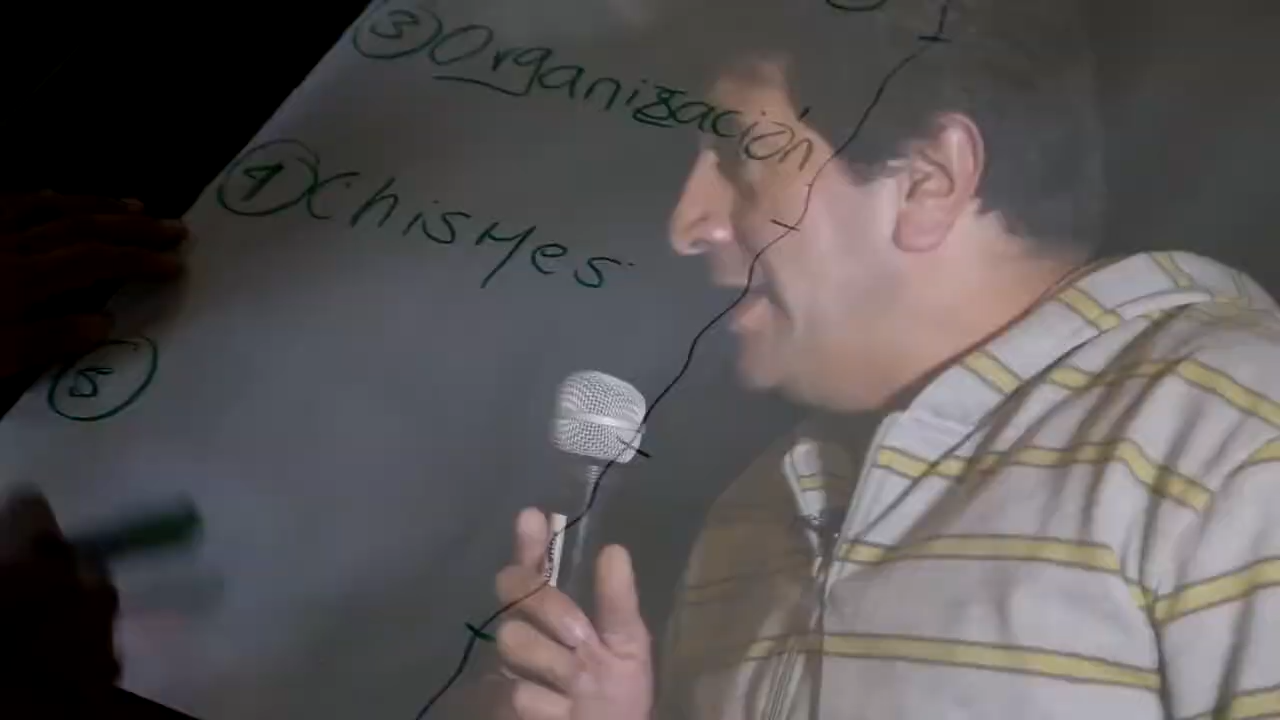 ③ Organización
④ Chismes
⑤